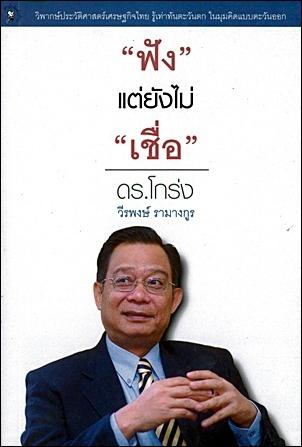 วิพากษ์ประวัติศาสตร์เศรษฐกิจไทย รู้เท่าทันตะวันตก ในมุมคิดแบบตะวันออก
“ฟัง”
แต่ยังไม่
“เชื่อ”
ดร.โกร่ง
วีรพงษ์ รามางกูร